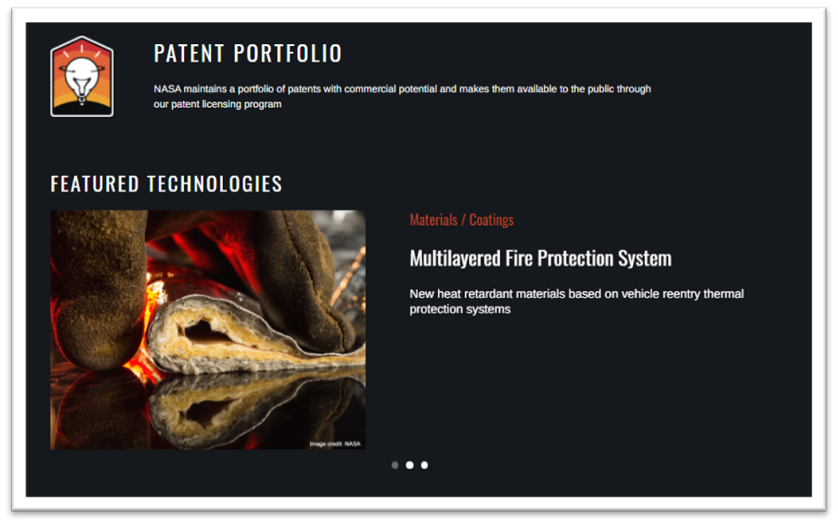 PATENT PORTFOLIO
NASA maintains a portfolio of patents with commercial potential and makes them available to the public through
our patent licensing program
FEATURED TECHNOLOGIES
Materials / Coatings
Multilayered Fire Protection System
New heat retardant materials based on vehicle reentry thermal
protection systems
Image credit: NASA